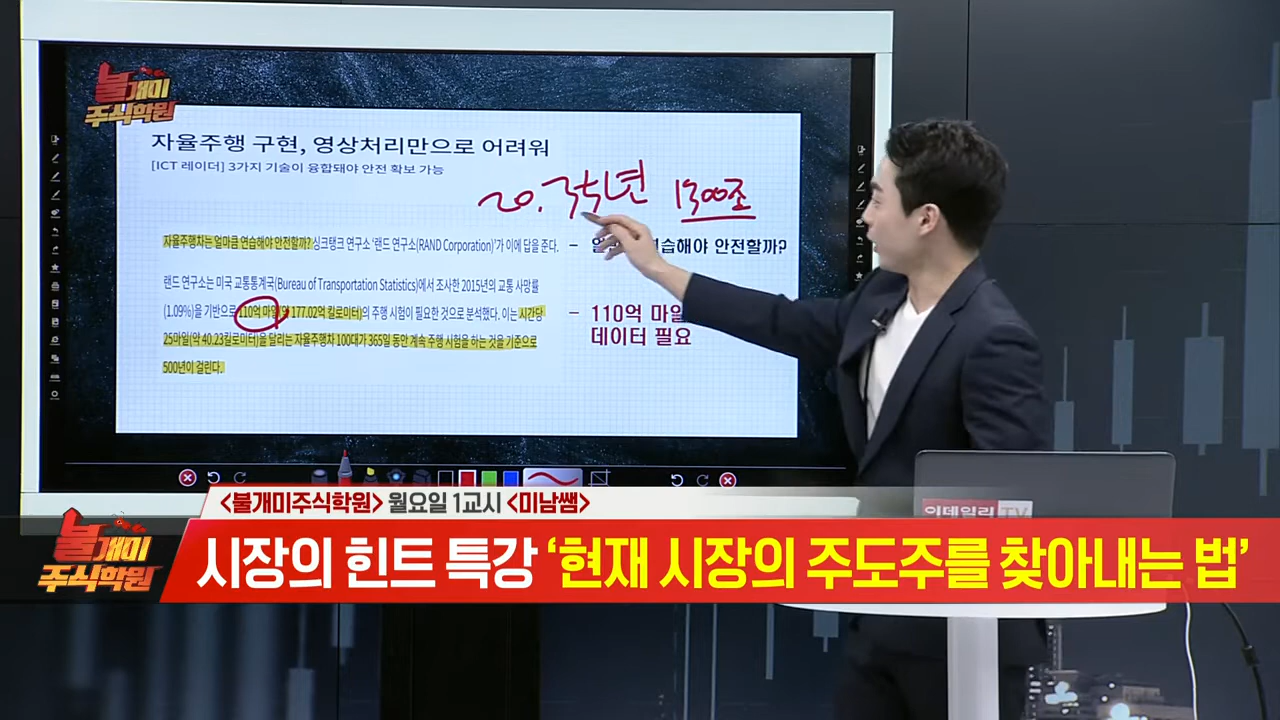 불개미
주식학원
자율주행 구현, 영상처리만으로 어려워
[ICT 레이더] 3가지 기술이 융합돼야 안전 확보 가능
20.35년 1300조
자율주행차는 얼마큼 연습해야 안전할까? 싱크탱크 연구소 '랜드 연구소(RAND Corporation)'가 이에 답을 준다.
- 연습해야 안전할까?
랜드 연구소는 미국 교통통계국(Bureau of Transportation Statistics)에서 조사한 2015년의 교통 사망률
(1.09%)을 기반으로 110억 마일(약 177.02억 킬로미터)의 주행 시험이 필요한 것으로 분석했다. 이는 시간당
25마일(약 40.23킬로미터)을 달리는 자율주행차 100대가 365일 동안 계속 주행 시험을 하는 것을 기준으로
500년이 걸린다.
- 110억 마일
데이터 필요
이데일리 TV
<불개미주식학원> 월요일 1교시 <미남쌤>
불개미
주식학원
시장의 힌트 특강 ‘현재 시장의 주도주를 찾아내는 법’